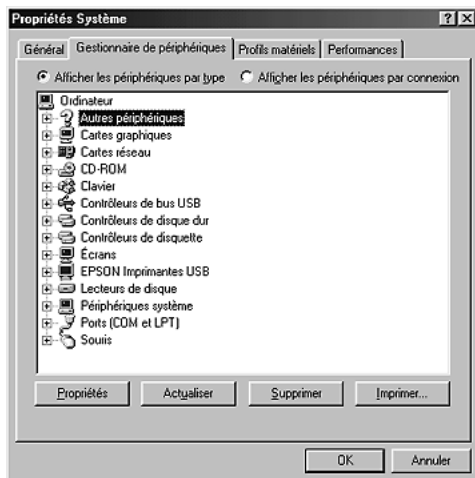 Propriétés Système
Général Gestionnaire de périphériques Profils matériels Performances
Afficher les périphériques par type Afficher les périphériques par connexion
Ordinateur
Autres périphériques
Cartes graphiques
Cartes réseau
CD-ROM
Clavier
Contrôleurs de bus USB
Contrôleurs de disque dur
Contrôleurs de disquette
Écrans
EPSON Imprimantes USB
Lecteurs de disque
Périphériques système
Ports (COM et LPT)
Souris
Propriétés Actualiser Supprimer Imprimer...
OK Annuler